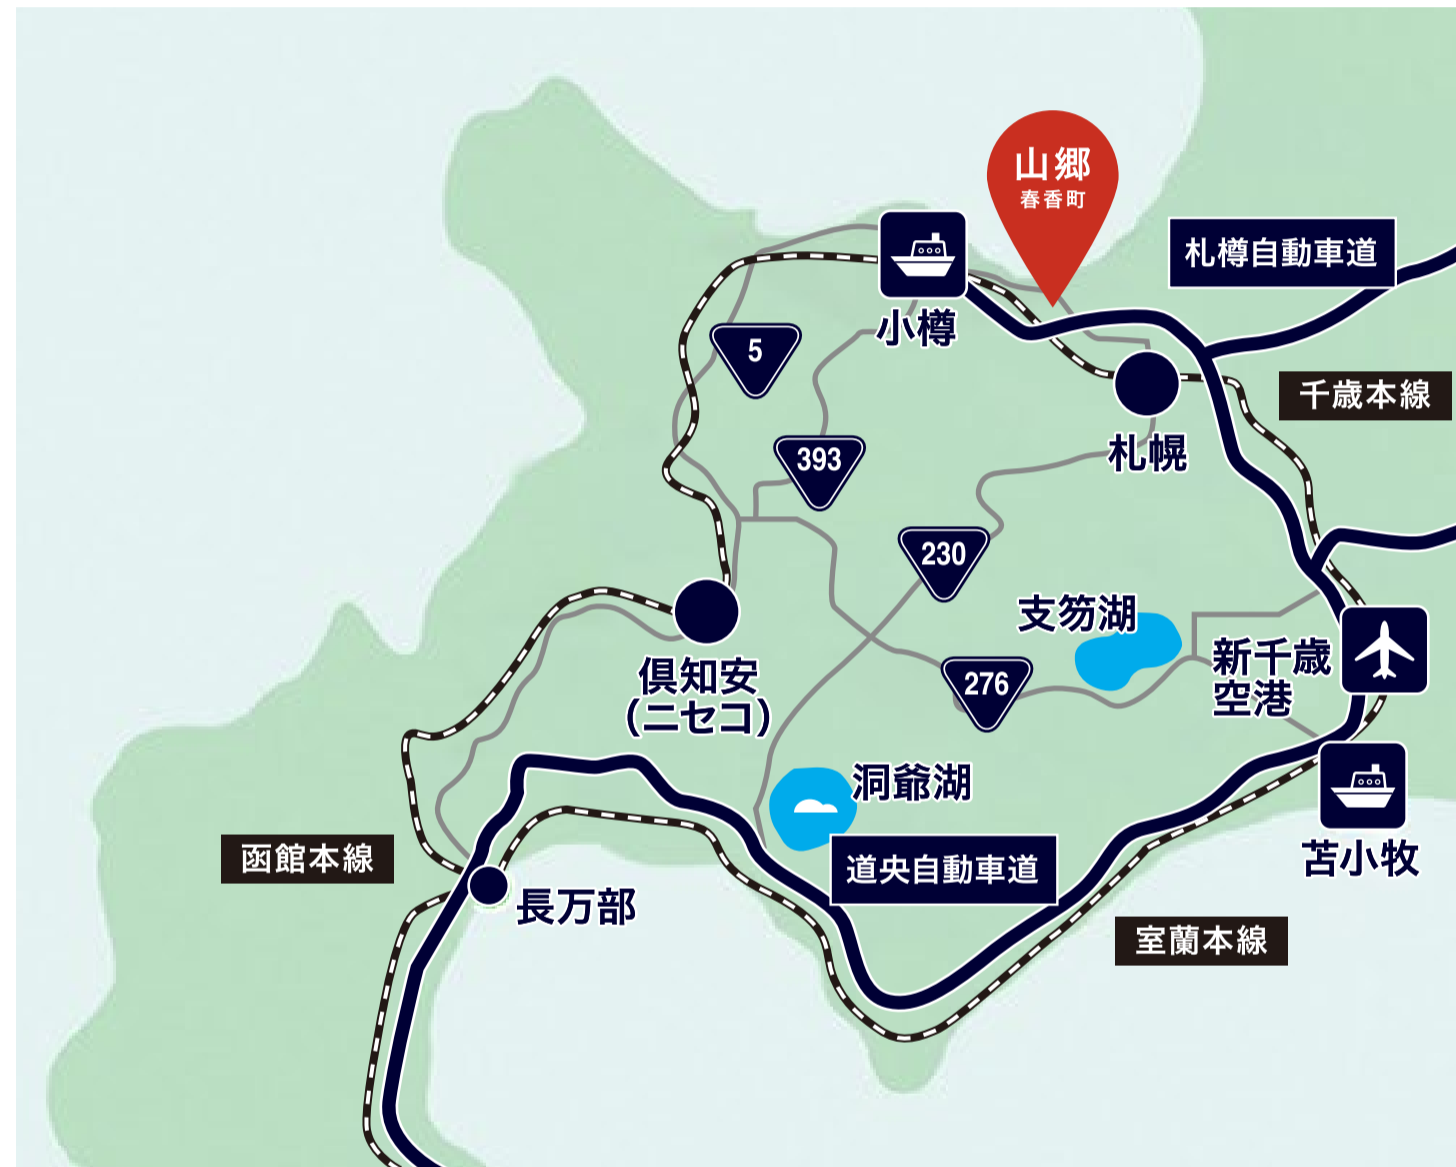 山郷
春香町
札樽自動車道
小樽
5
千歳本線
札幌
393
230
支笏湖
新千歳
空港
276
倶知安
(ニセコ)
洞爺湖
函館本線
道央自動車道
苫小牧
長万部
室蘭本線